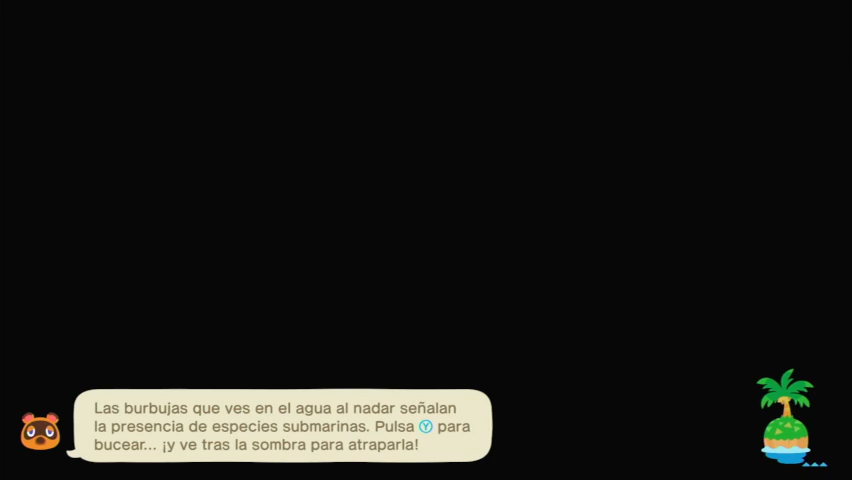 Las burbujas que ves en el agua al nadar señalan
la presencia de especies submarinas. Pulsa Ⓨ para
bucear... ¡y ve tras la sombra para atraparla!